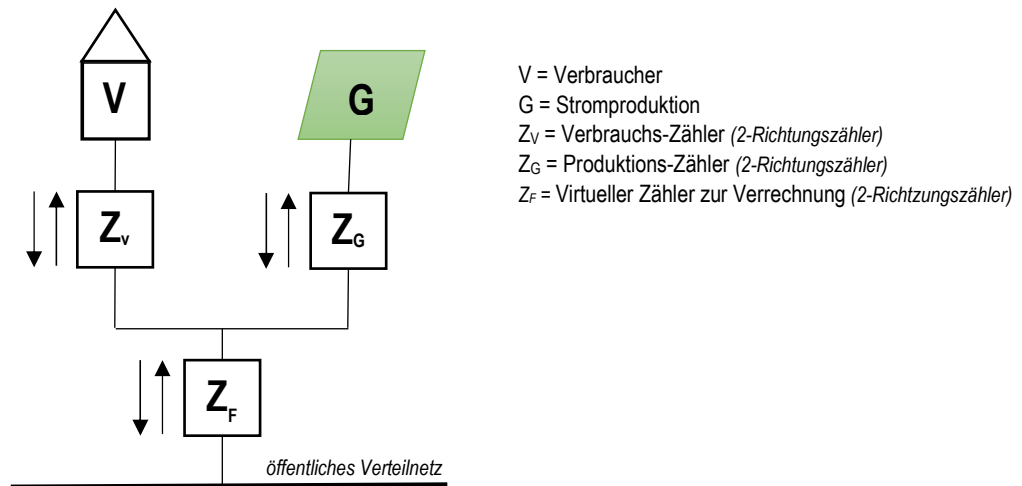 V
G
V = Verbraucher
G = Stromproduktion
ZV = Verbrauchs-Zähler (2-Richtungszähler)
ZG = Produktions-Zähler (2-Richtungszähler)
ZF = Virtueller Zähler zur Verrechnung (2-Richtzungszähler)
Zv
ZG
ZF
öffentliches Verteilnetz